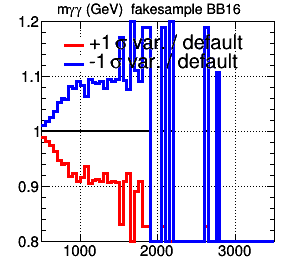 mγγ (GeV) fakesample BB16
+1 σ var. / default
-1 σ var. / default
1.2
1.1
1
0.9
0.8
1000 2000 3000